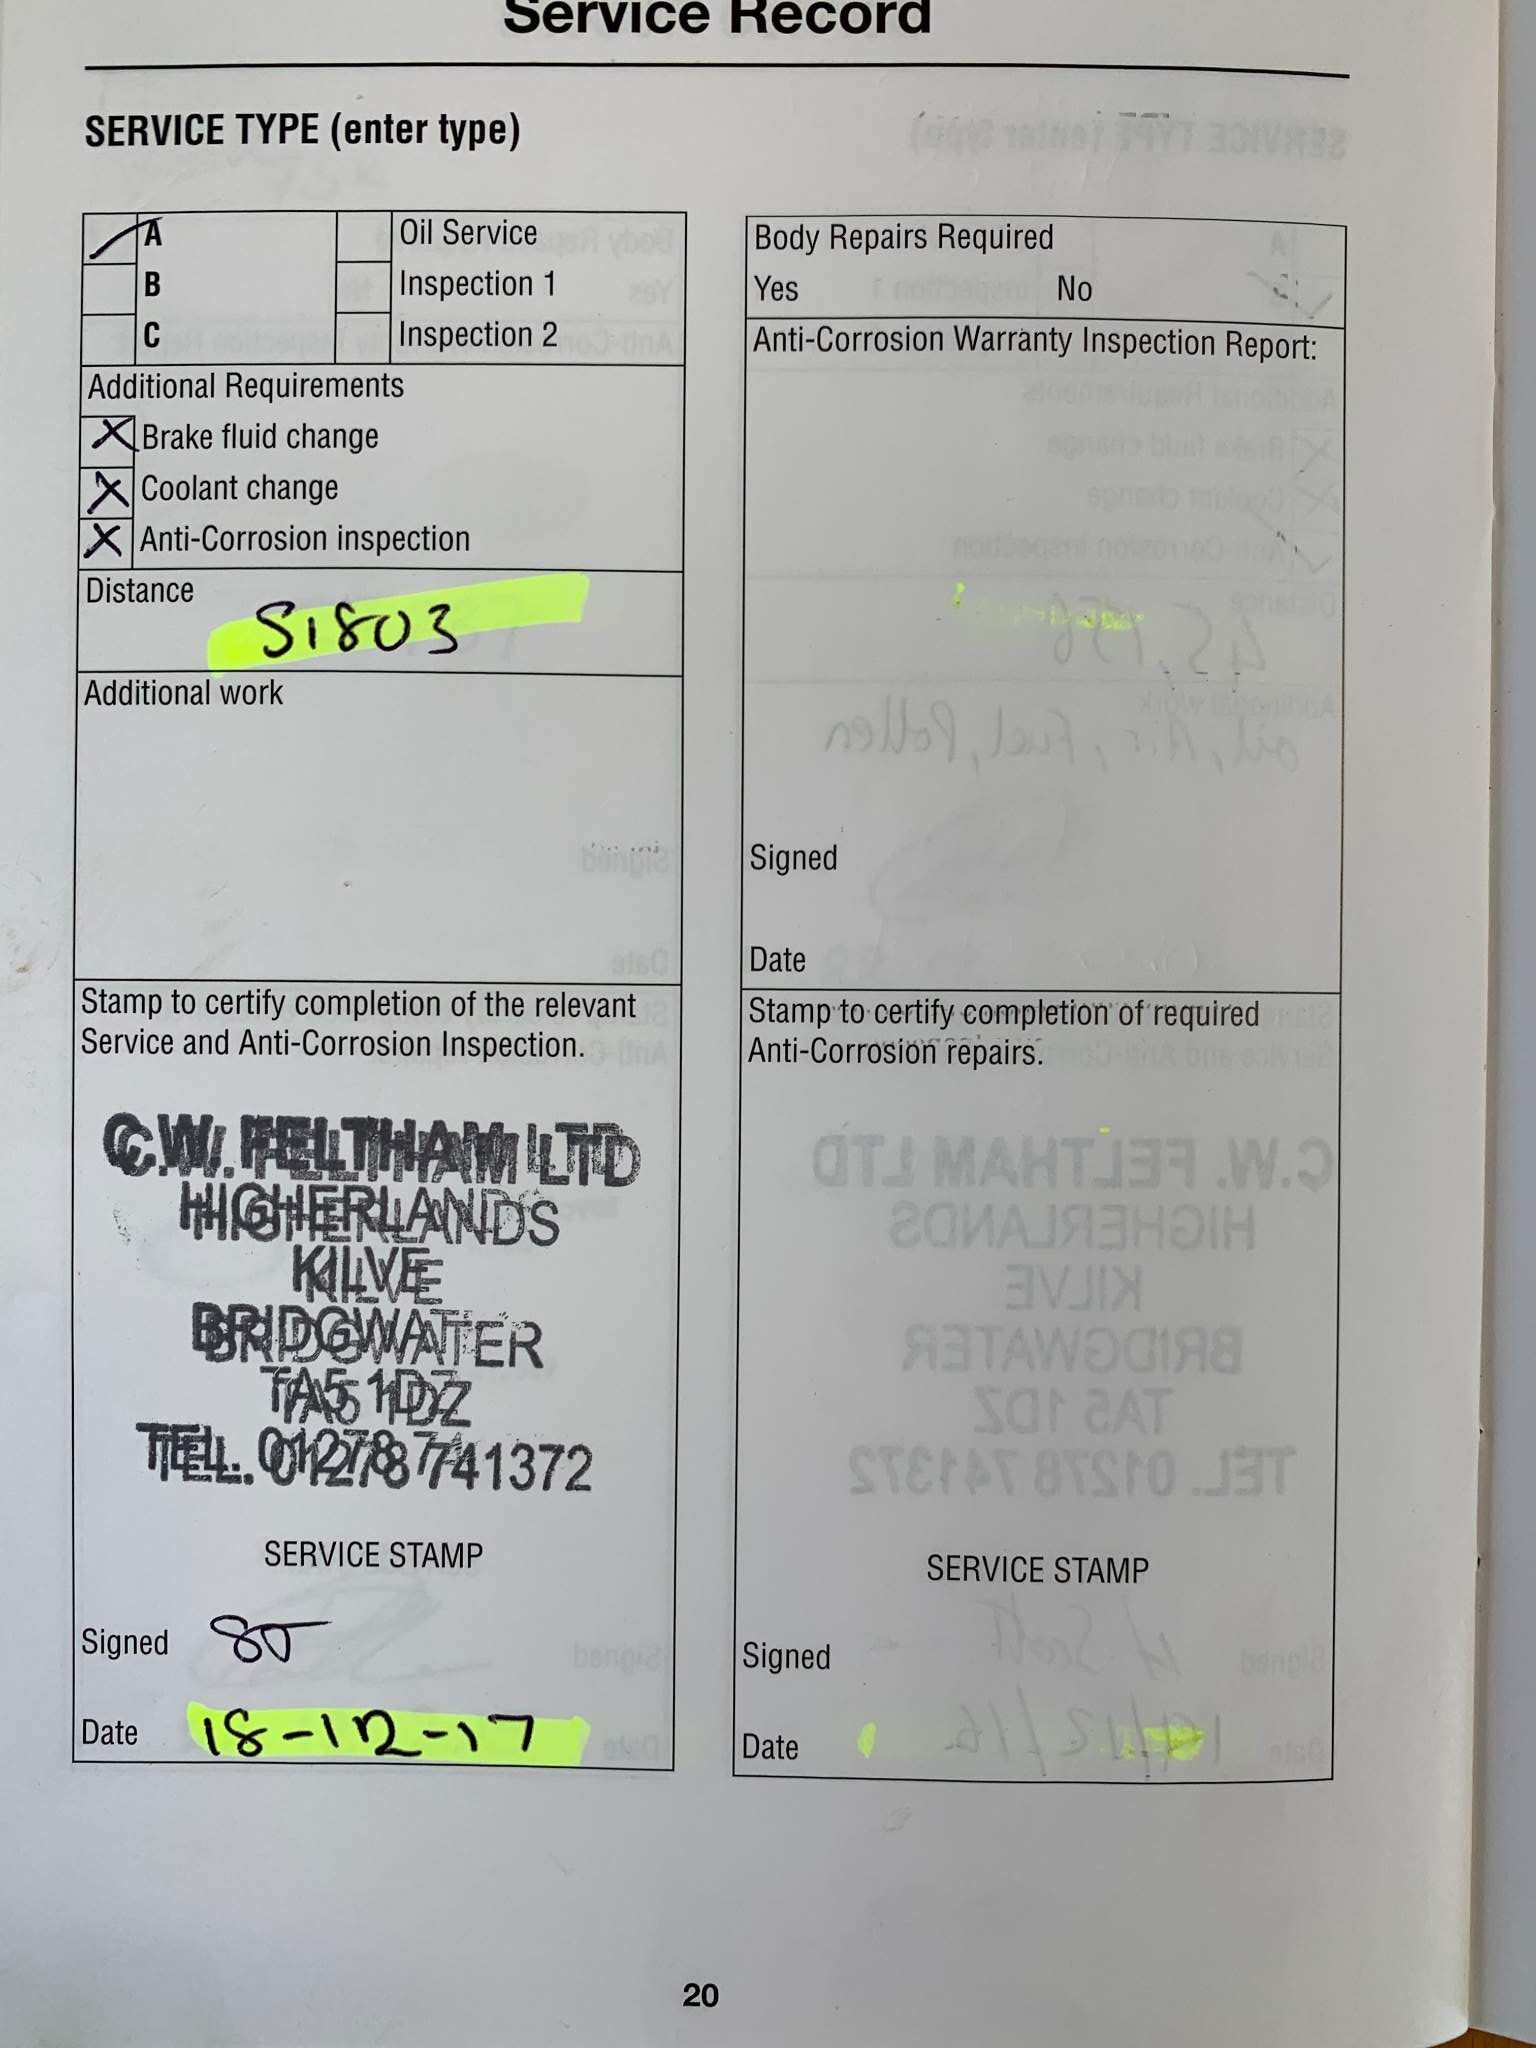 Service Record
SERVICE TYPE (enter type)
A
Oil Service
B
Inspection 1
C
Inspection 2
Additional Requirements
Brake fluid change
Coolant change
Anti-Corrosion inspection
Distance
51803
Additional work
Stamp to certify completion of the relevant
Service and Anti-Corrosion Inspection.
C.W. FELTHAM LTD
HIGHERLANDS
KILVE
BRIDGWATER
TA5 1DZ
TEL. 01278 741372
SERVICE STAMP
Signed
Date 18-12-17
Body Repairs Required
Yes No
Anti-Corrosion Warranty Inspection Report:
Signed
Date
Stamp to certify completion of required
Anti-Corrosion repairs.
SERVICE STAMP
Signed
Date
20